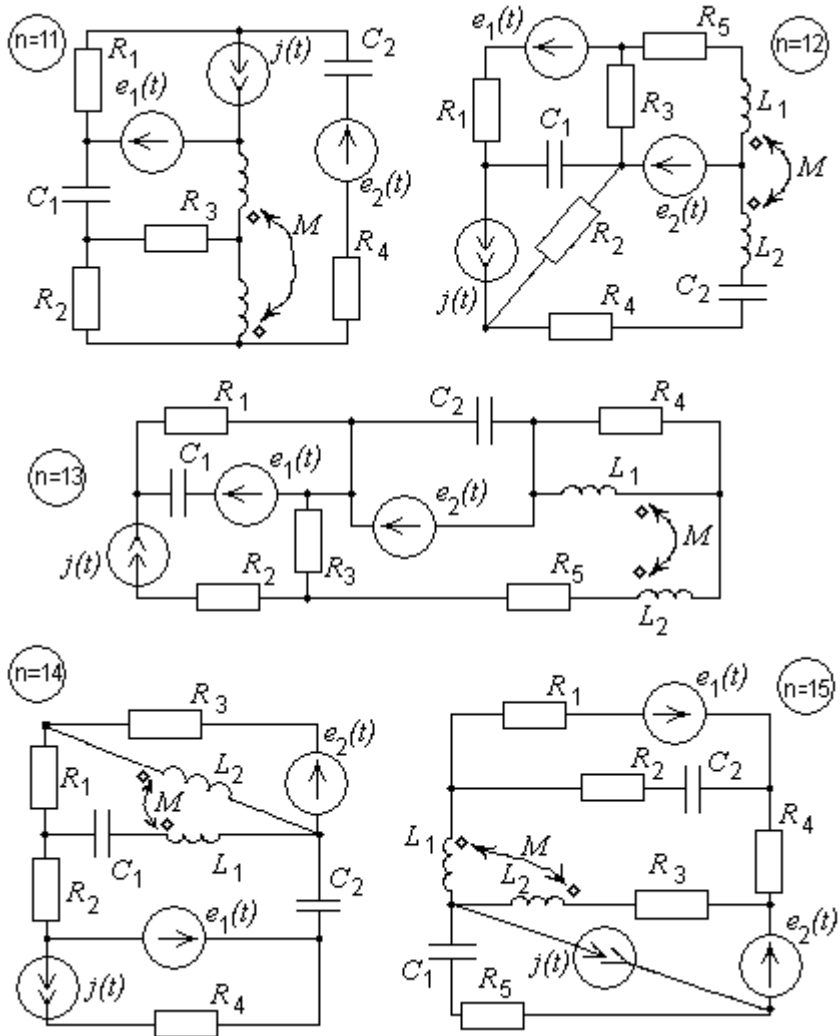 n=11
R1
j(t)
C2
e1(t)
C1
R3
M
e2(t)
R2
R4
e1(t)
R5
n=12
R1
C1
R3
L1
M
e2(t)
R2
L2
j(t)
C2
R4
R1
C2
R4
n=13
C1
e1(t)
e2(t)
L1
M
j(t)
R2
R3
R5
L2
n=14
R3
e2(t)
R1
L2
M
C1
L1
R2
C2
e1(t)
j(t)
R4
R1
e1(t)
n=15
R2
C2
L1
M
R4
L2
R3
C1
j(t)
e2(t)
R5